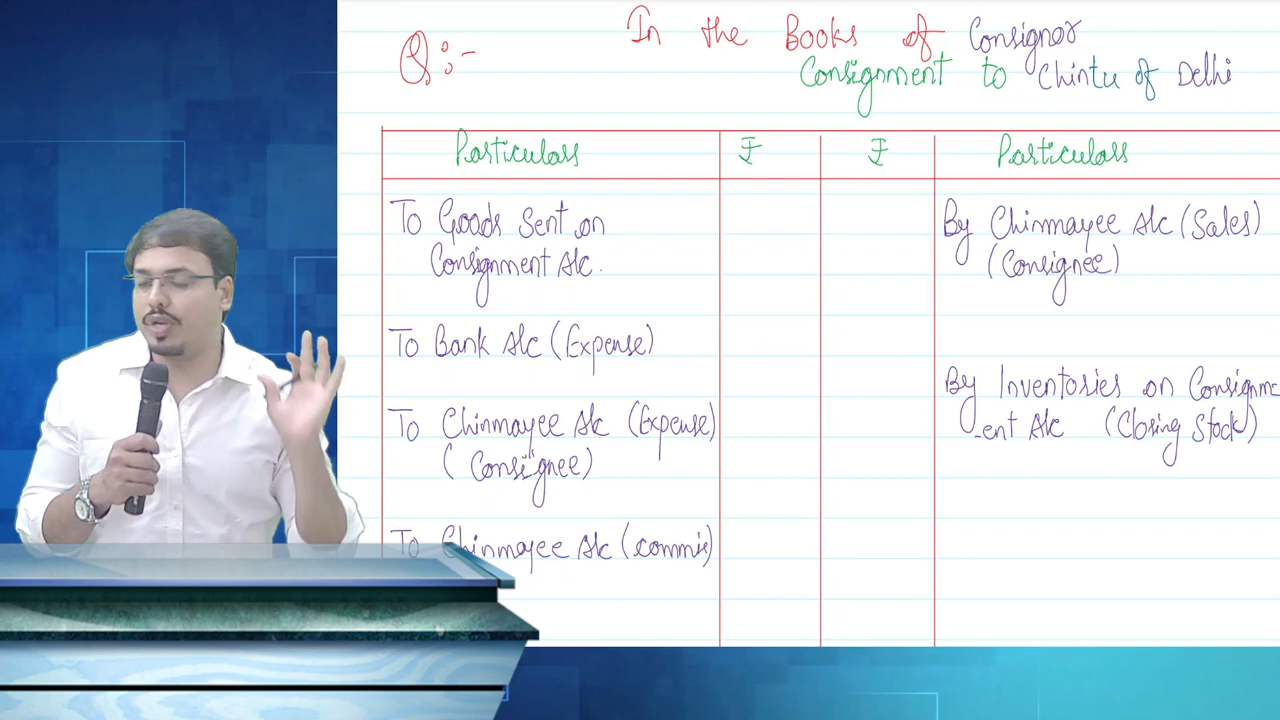 Q:-
In the Books of Consignor
Consignment to Chintu of Delhi
Particulars ₹ ₹ Particulars
To Goods Sent on
Consignment A/c.
To Bank A/c (Expense)
To Chinmayee A/c (Expense)
(Consignee)
To Chinmayee A/c (commis)
By Chinmayee A/c (Sales)
(Consignee)
By Inventories on Consignm
-ent A/c (Closing Stock)